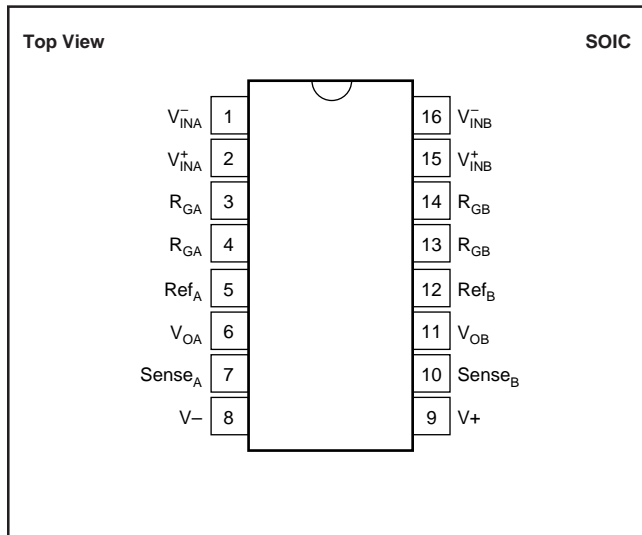 Top View SOIC
V⁻INA 1 16 V⁻INB
V⁺INA 2 15 V⁺INB
RGA 3 14 RGB
RGA 4 13 RGB
RefA 5 12 RefB
VOA 6 11 VOB
SenseA 7 10 SenseB
V– 8 9 V+